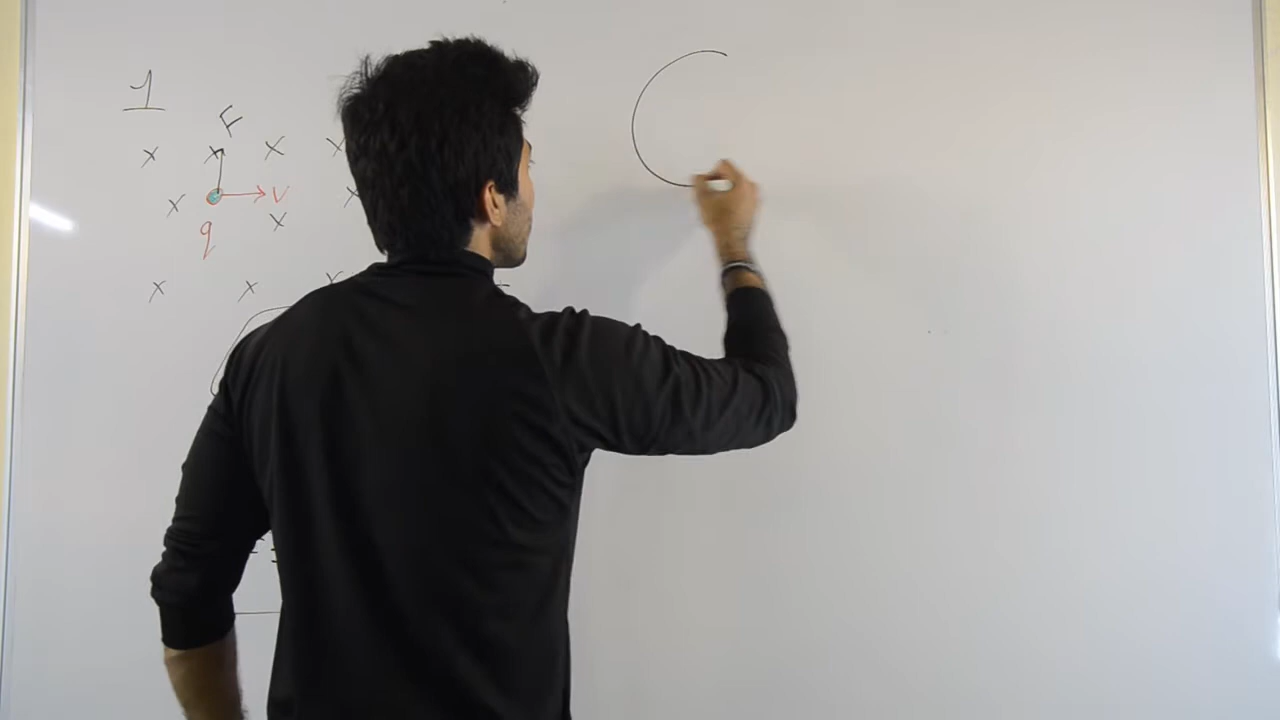 1
F
x x x x
x v x
q x
x x x